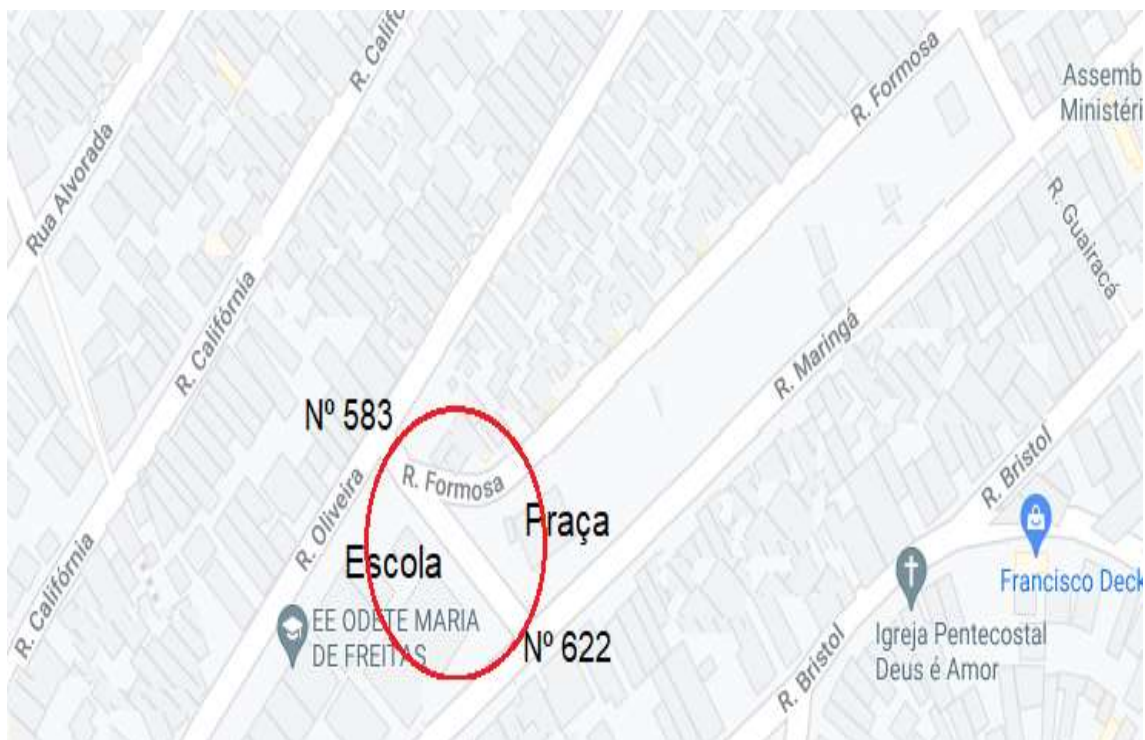 R. Califó
R. Formosa
Assemb
Ministéri
Rua Alvorada
R. Guairacá
R. Califórnia
R. Maringá
Nº 583
R. Bristol
R. Formosa
R. Oliveira
Praça
Escola
R. Califórnia
Francisco Deck
EE ODETE MARIA
DE FREITAS
Nº 622
Igreja Pentecostal
Deus é Amor
R. Bristol